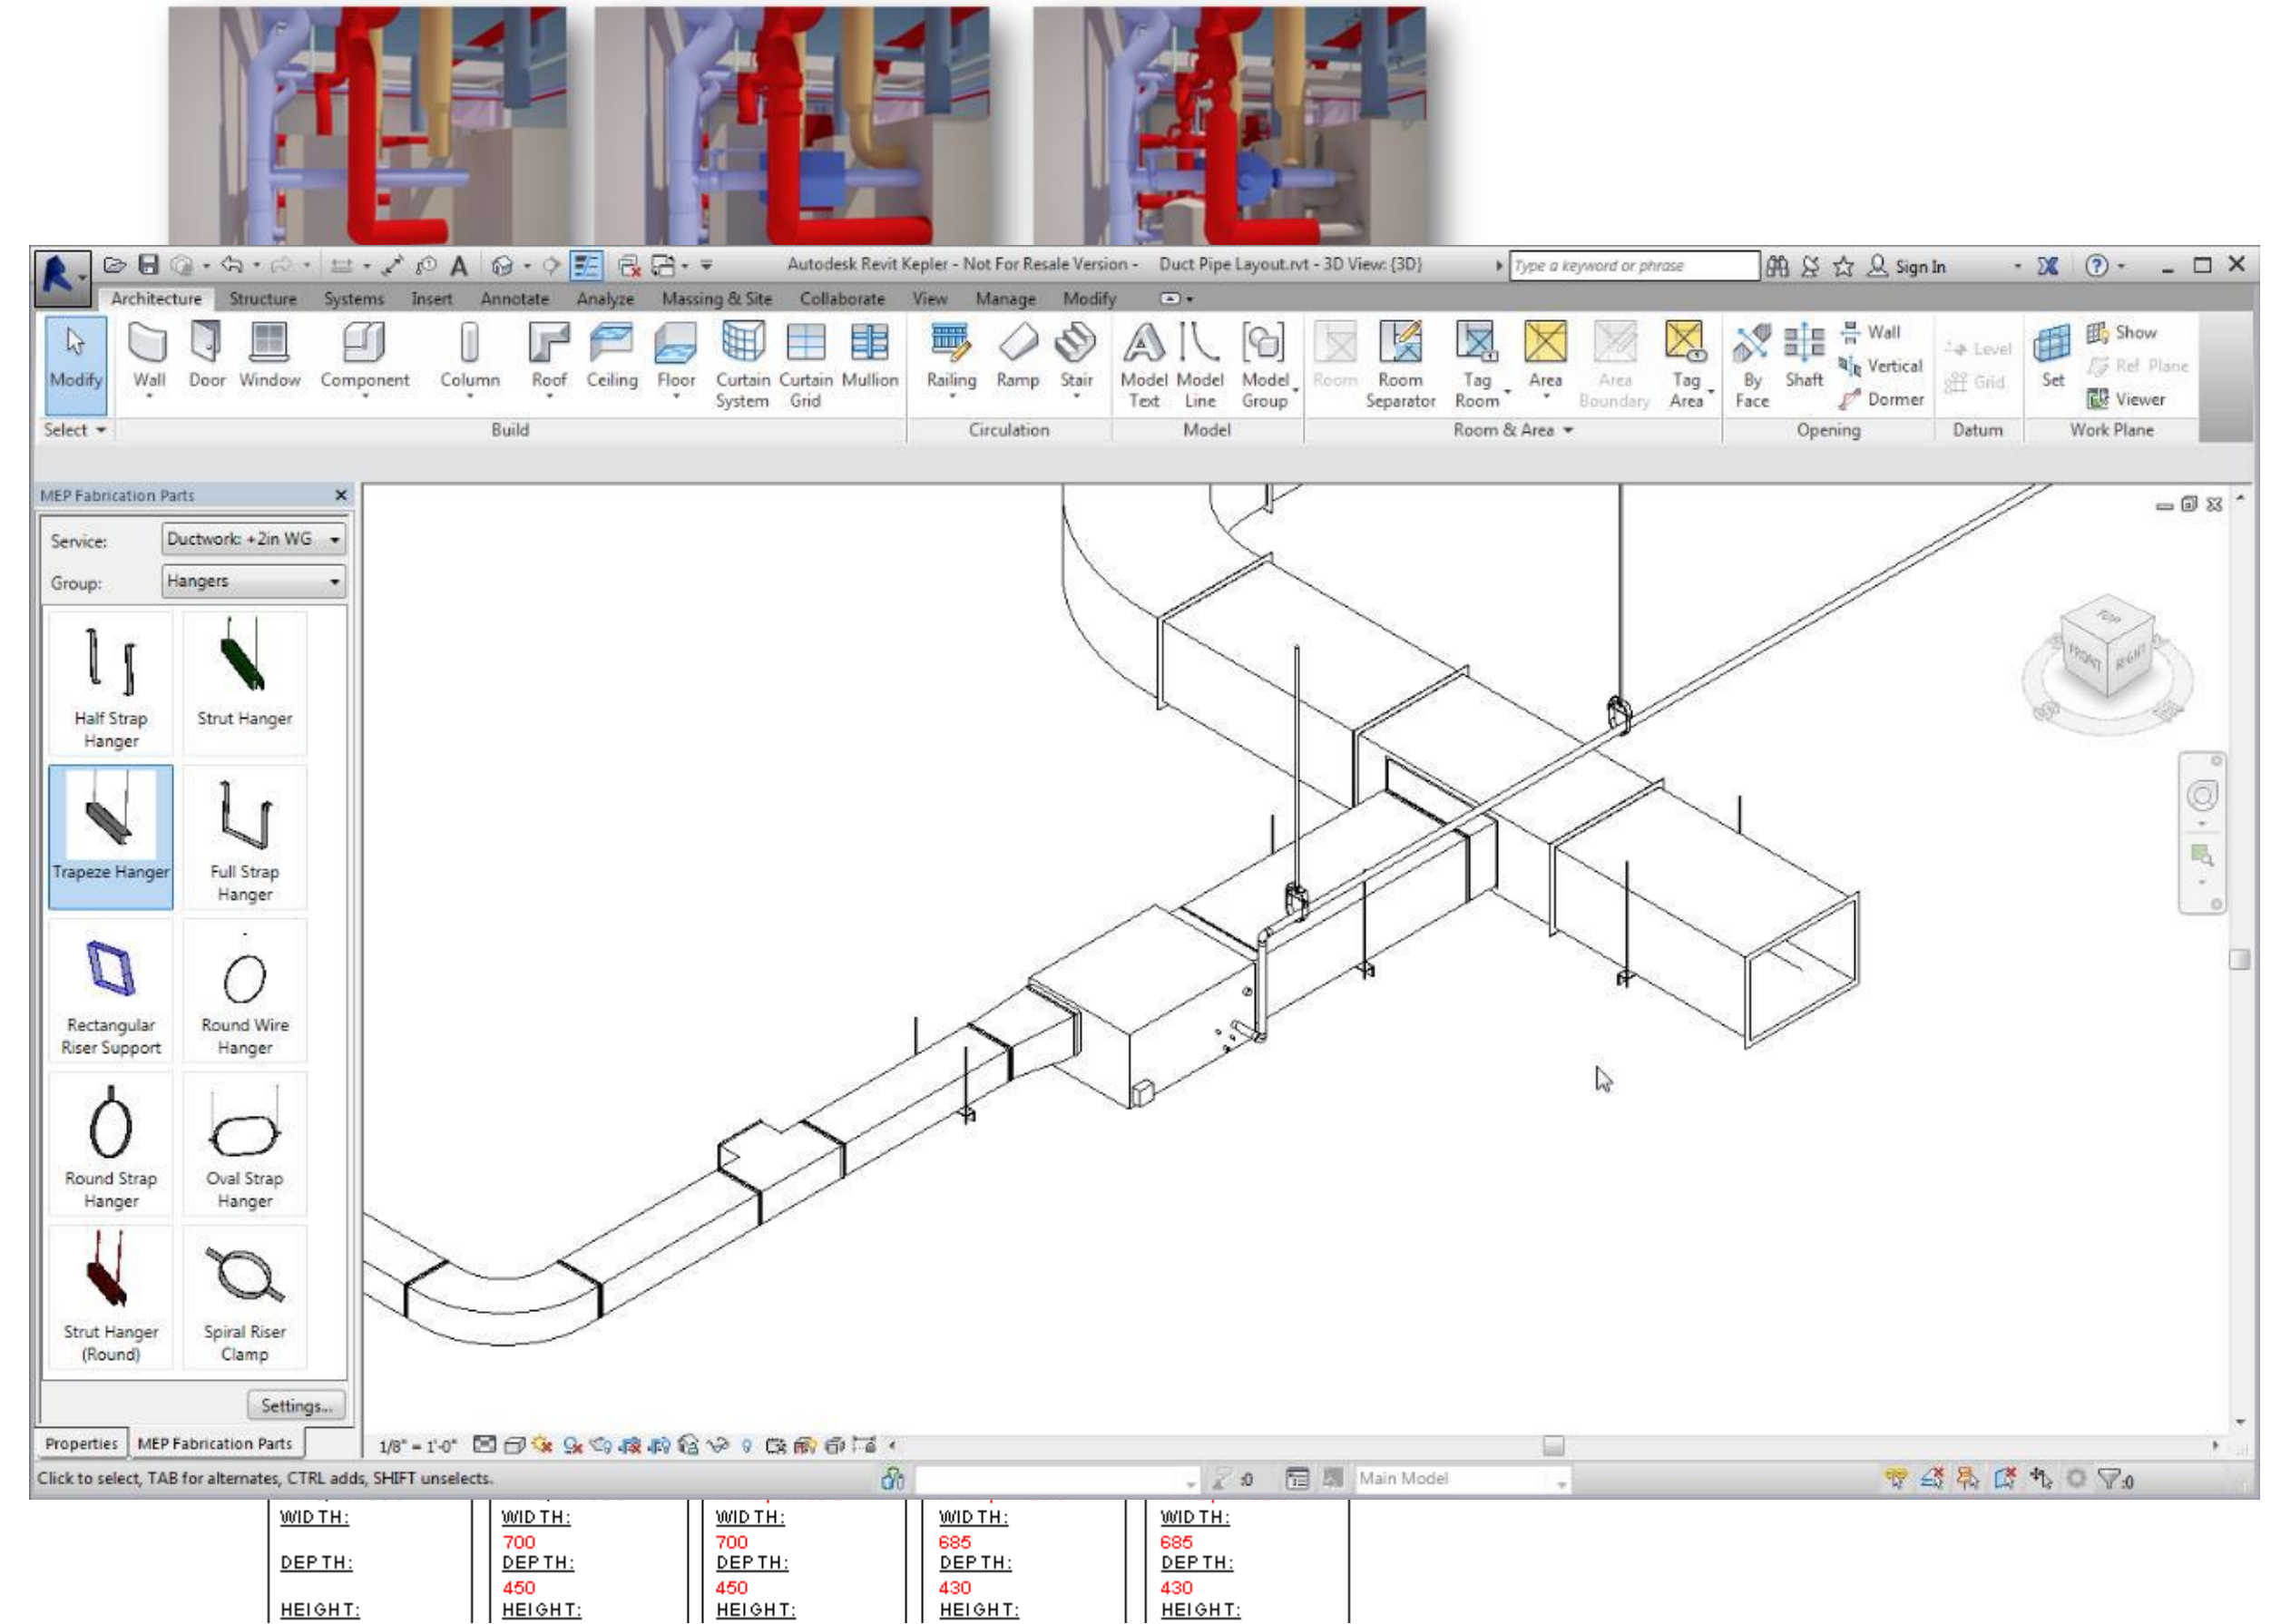 Autodesk Revit Kepler - Not For Resale Version - Duct Pipe Layout.rvt - 3D View: {3D}
Type a keyword or phrase
Sign In
Architecture Structure Systems Insert Annotate Analyze Massing & Site Collaborate View Manage Modify
Modify
Wall
Door
Window
Component
Column
Roof
Ceiling
Floor
Curtain
System
Curtain
Grid
Mullion
Railing
Ramp
Stair
Model
Text
Model
Line
Model
Group
Room
Room
Separator
Tag
Room
Area
Area
Boundary
Tag
Area
By
Face
Shaft
Wall
Vertical
Dormer
Level
Grid
Set
Show
Ref Plane
Viewer
Select
Build
Circulation
Model
Room & Area
Opening
Datum
Work Plane
MEP Fabrication Parts
Service: Ductwork: +2in WG
Group: Hangers
Half Strap
Hanger
Strut Hanger
Trapeze Hanger
Full Strap
Hanger
Rectangular
Riser Support
Round Wire
Hanger
Round Strap
Hanger
Oval Strap
Hanger
Strut Hanger
(Round)
Spiral Riser
Clamp
Settings...
Properties
MEP Fabrication Parts
TOP
FRONT
RIGHT
1/8" = 1'-0"
Click to select, TAB for alternates, CTRL adds, SHIFT unselects.
:0
Main Model
:0
WIDTH: WIDTH: WIDTH: WIDTH: WIDTH:
700 700 685 685
DEPTH: DEPTH: DEPTH: DEPTH: DEPTH:
450 450 430 430
HEIGHT: HEIGHT: HEIGHT: HEIGHT: HEIGHT: